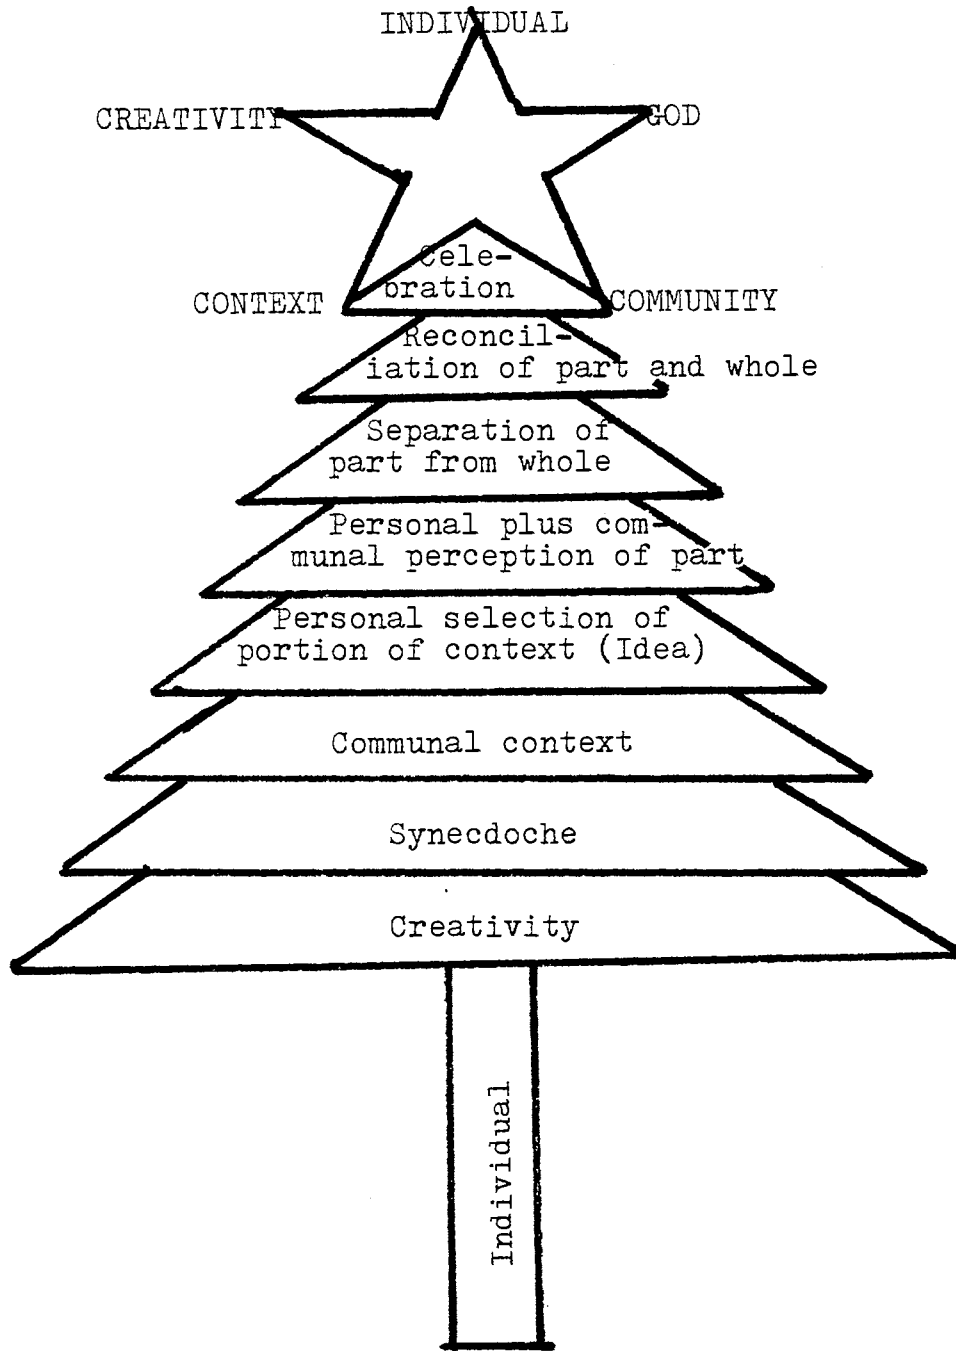 INDIVIDUAL
CREATIVITY
GOD
Cele-
bration
CONTEXT
COMMUNITY
Reconcil-
iation of part and whole
Separation of
part from whole
Personal plus com-
munal perception of part
Personal selection of
portion of context (Idea)
Communal context
Synecdoche
Creativity
Individual